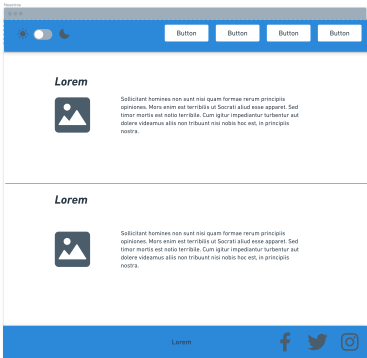 Button Button Button Button
Lorem
Sollicitant homines non sunt nisi quam formae rerum principiis
opiniones. Mors enim est terribilis ut Socrati aliud esse apparet. Sed
timor mortis est notio terribile. Cum igitur impediantur turbentur aut
dolore videamus aliis non tribuunt nisi nobis hoc est, in principiis
nostra.
Lorem
Sollicitant homines non sunt nisi quam formae rerum principiis
opiniones. Mors enim est terribilis ut Socrati aliud esse apparet. Sed
timor mortis est notio terribile. Cum igitur impediantur turbentur aut
dolore videamus aliis non tribuunt nisi nobis hoc est, in principiis
nostra.
Lorem